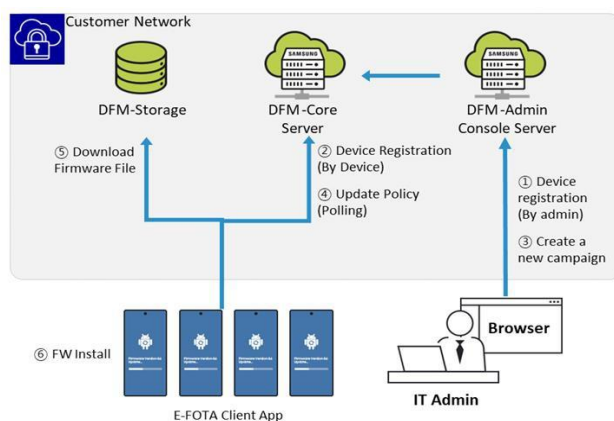 Customer Network
SAMSUNG
SAMSUNG
DFM-Storage
DFM-Core
Server
DFM-Admin
Console Server
⑤ Download
Firmware File
② Device Registration
(By Device)
④ Update Policy
(Polling)
① Device
registration
(By admin)
③ Create a
new campaign
⑥ FW Install
Browser
IT Admin
E-FOTA Client App